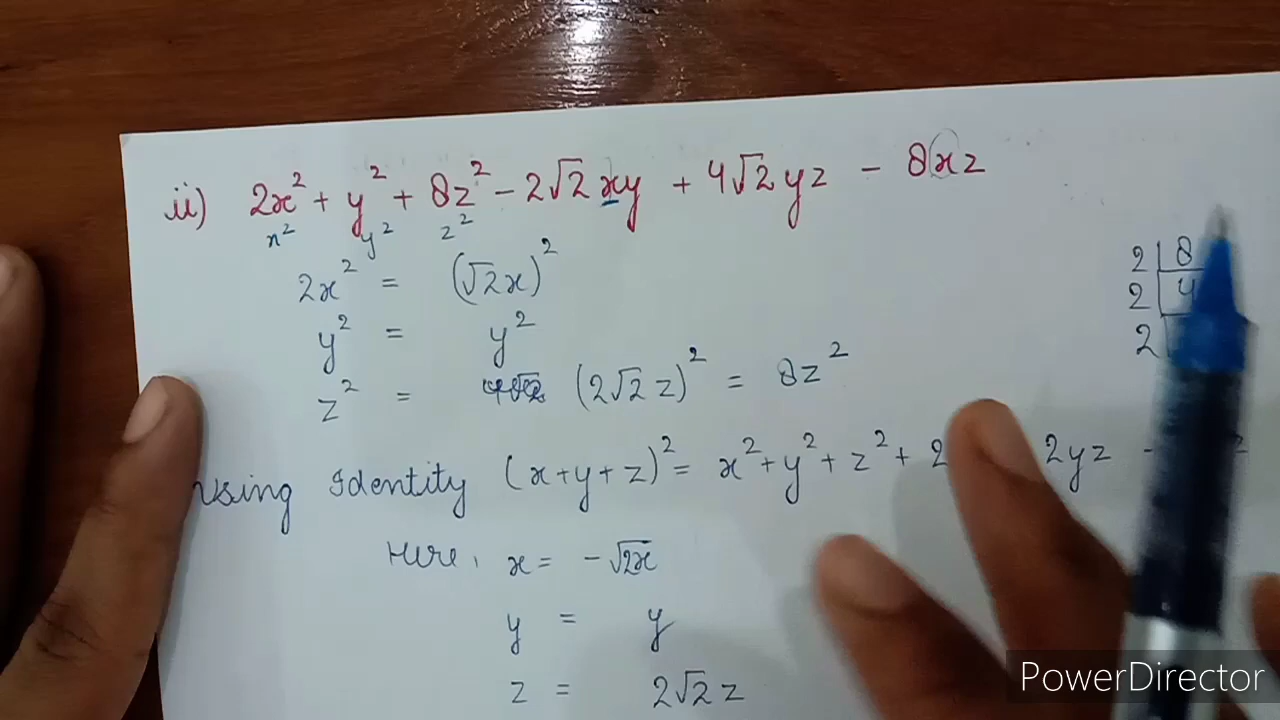 ii) 2x² + y² + 8z² - 2√2 xy + 4√2 yz - 8xz
x² y² z²
2x² = (√2x)²
y² = y²
z² = (2√2 z)² = 8z²
2 | 8
2 | 4
2
Using Identity (x+y+z)² = x² + y² + z² + 2 2yz
Here, x = -√2x
y = y
z = 2√2 z
PowerDirector